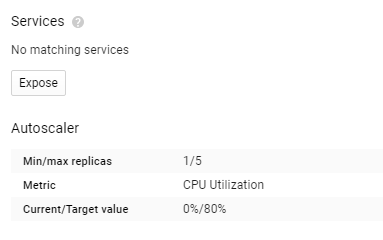 Services ?
No matching services
Expose
Autoscaler
Min/max replicas 1/5
Metric CPU Utilization
Current/Target value 0%/80%